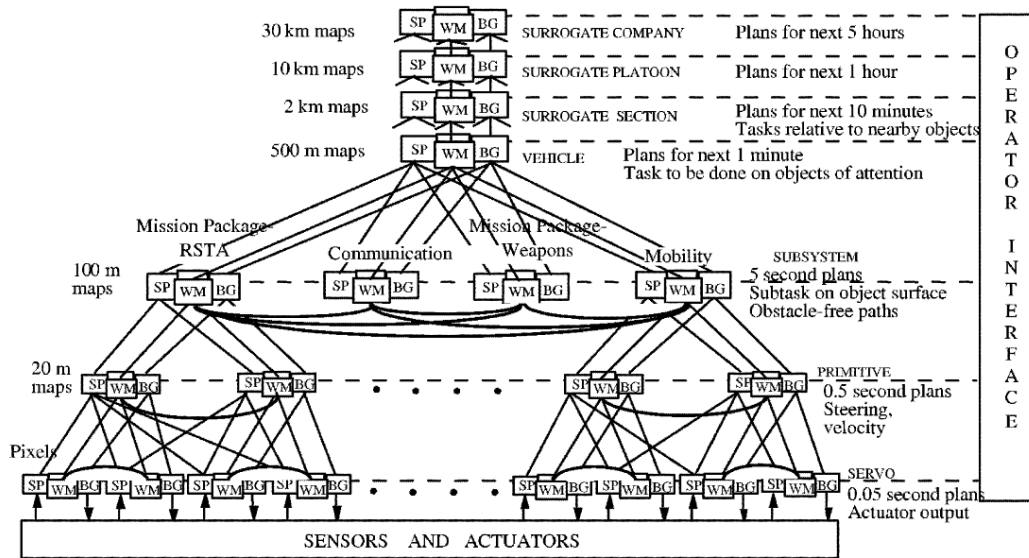 30 km maps SP WM BG SURROGATE COMPANY Plans for next 5 hours
10 km maps SP WM BG SURROGATE PLATOON Plans for next 1 hour
2 km maps SP WM BG SURROGATE SECTION Plans for next 10 minutes
Tasks relative to nearby objects
500 m maps SP WM BG VEHICLE Plans for next 1 minute
Task to be done on objects of attention
OPERATOR INTERFACE
Mission Package-
RSTA
Communication
Mission Package-
Weapons
Mobility
100 m
maps
SP WM BG SP WM BG SP WM BG SP WM BG
SUBSYSTEM
5 second plans
Subtask on object surface
Obstacle-free paths
20 m
maps
SP WM BG SP WM BG SP WM BG SP WM BG
PRIMITIVE
0.5 second plans
Steering,
velocity
Pixels
SP WM BG SP WM BG SP WM BG SP WM BG SP WM BG SP WM BG SP WM BG SP WM BG
SERVO
0.05 second plans
Actuator output
SENSORS AND ACTUATORS